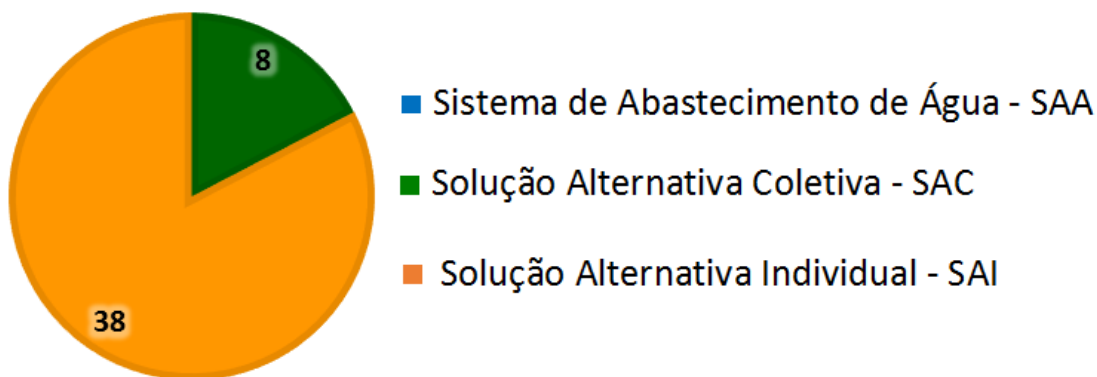 8
Sistema de Abastecimento de Água - SAA
Solução Alternativa Coletiva - SAC
Solução Alternativa Individual - SAI
38